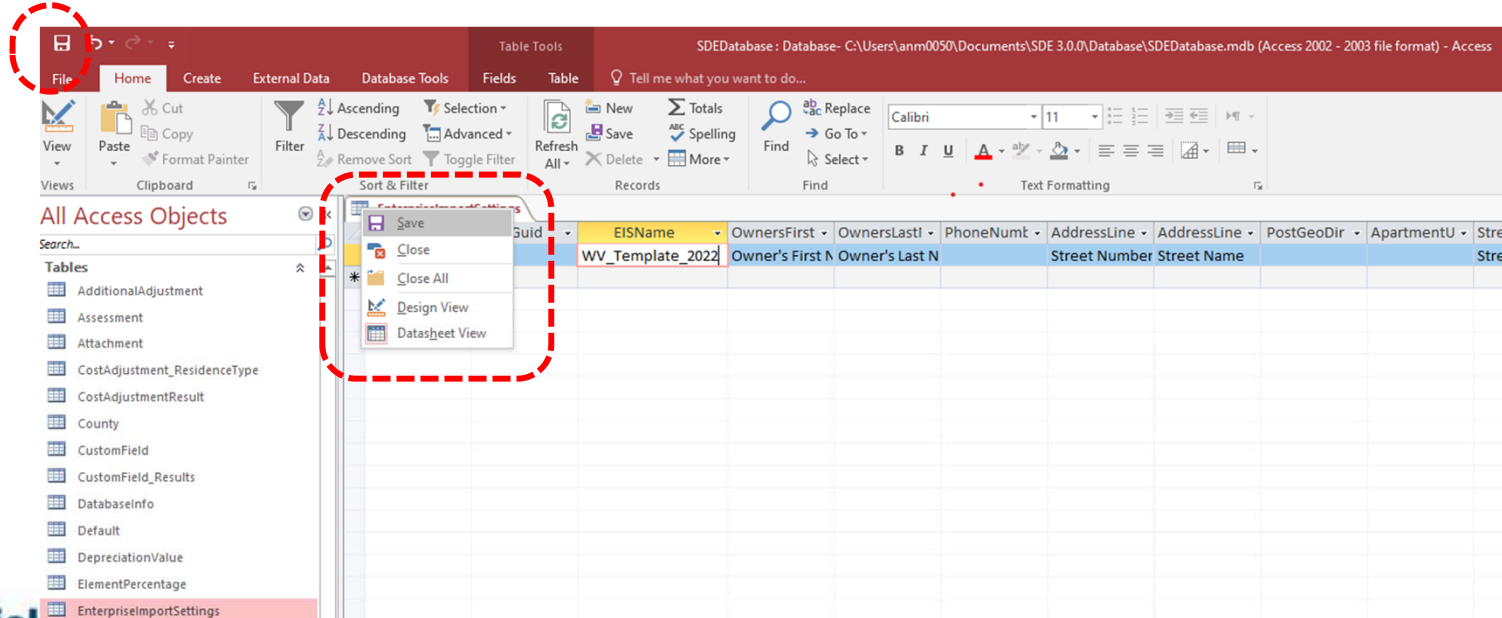 Table Tools
SDEDatabase : Database- C:\Users\anm0050\Documents\SDE 3.0.0\Database\SDEDatabase.mdb (Access 2002 - 2003 file format) - Access
File Home Create External Data Database Tools Fields Table Tell me what you want to do...
Cut
Copy
Format Painter
View
Paste
Filter
Ascending
Descending
Remove Sort
Selection
Advanced
Toggle Filter
Refresh
All
New
Save
Delete
Totals
Spelling
More
Find
Replace
Go To
Select
Calibri 11
B I U A
Views Clipboard Sort & Filter Records Find Text Formatting
All Access Objects
Search...
Tables
AdditionalAdjustment
Assessment
Attachment
CostAdjustment_ResidenceType
CostAdjustmentResult
County
CustomField
CustomField_Results
DatabaseInfo
Default
DepreciationValue
ElementPercentage
EnterpriseImportSettings
EnterpriseImportSettings
Save
Close
Close All
Design View
Datasheet View
Guid EISName OwnersFirst OwnersLastI PhoneNumb AddressLine AddressLine PostGeoDir ApartmentU Stre
WV_Template_2022 Owner's First N Owner's Last N Street Number Street Name Stre